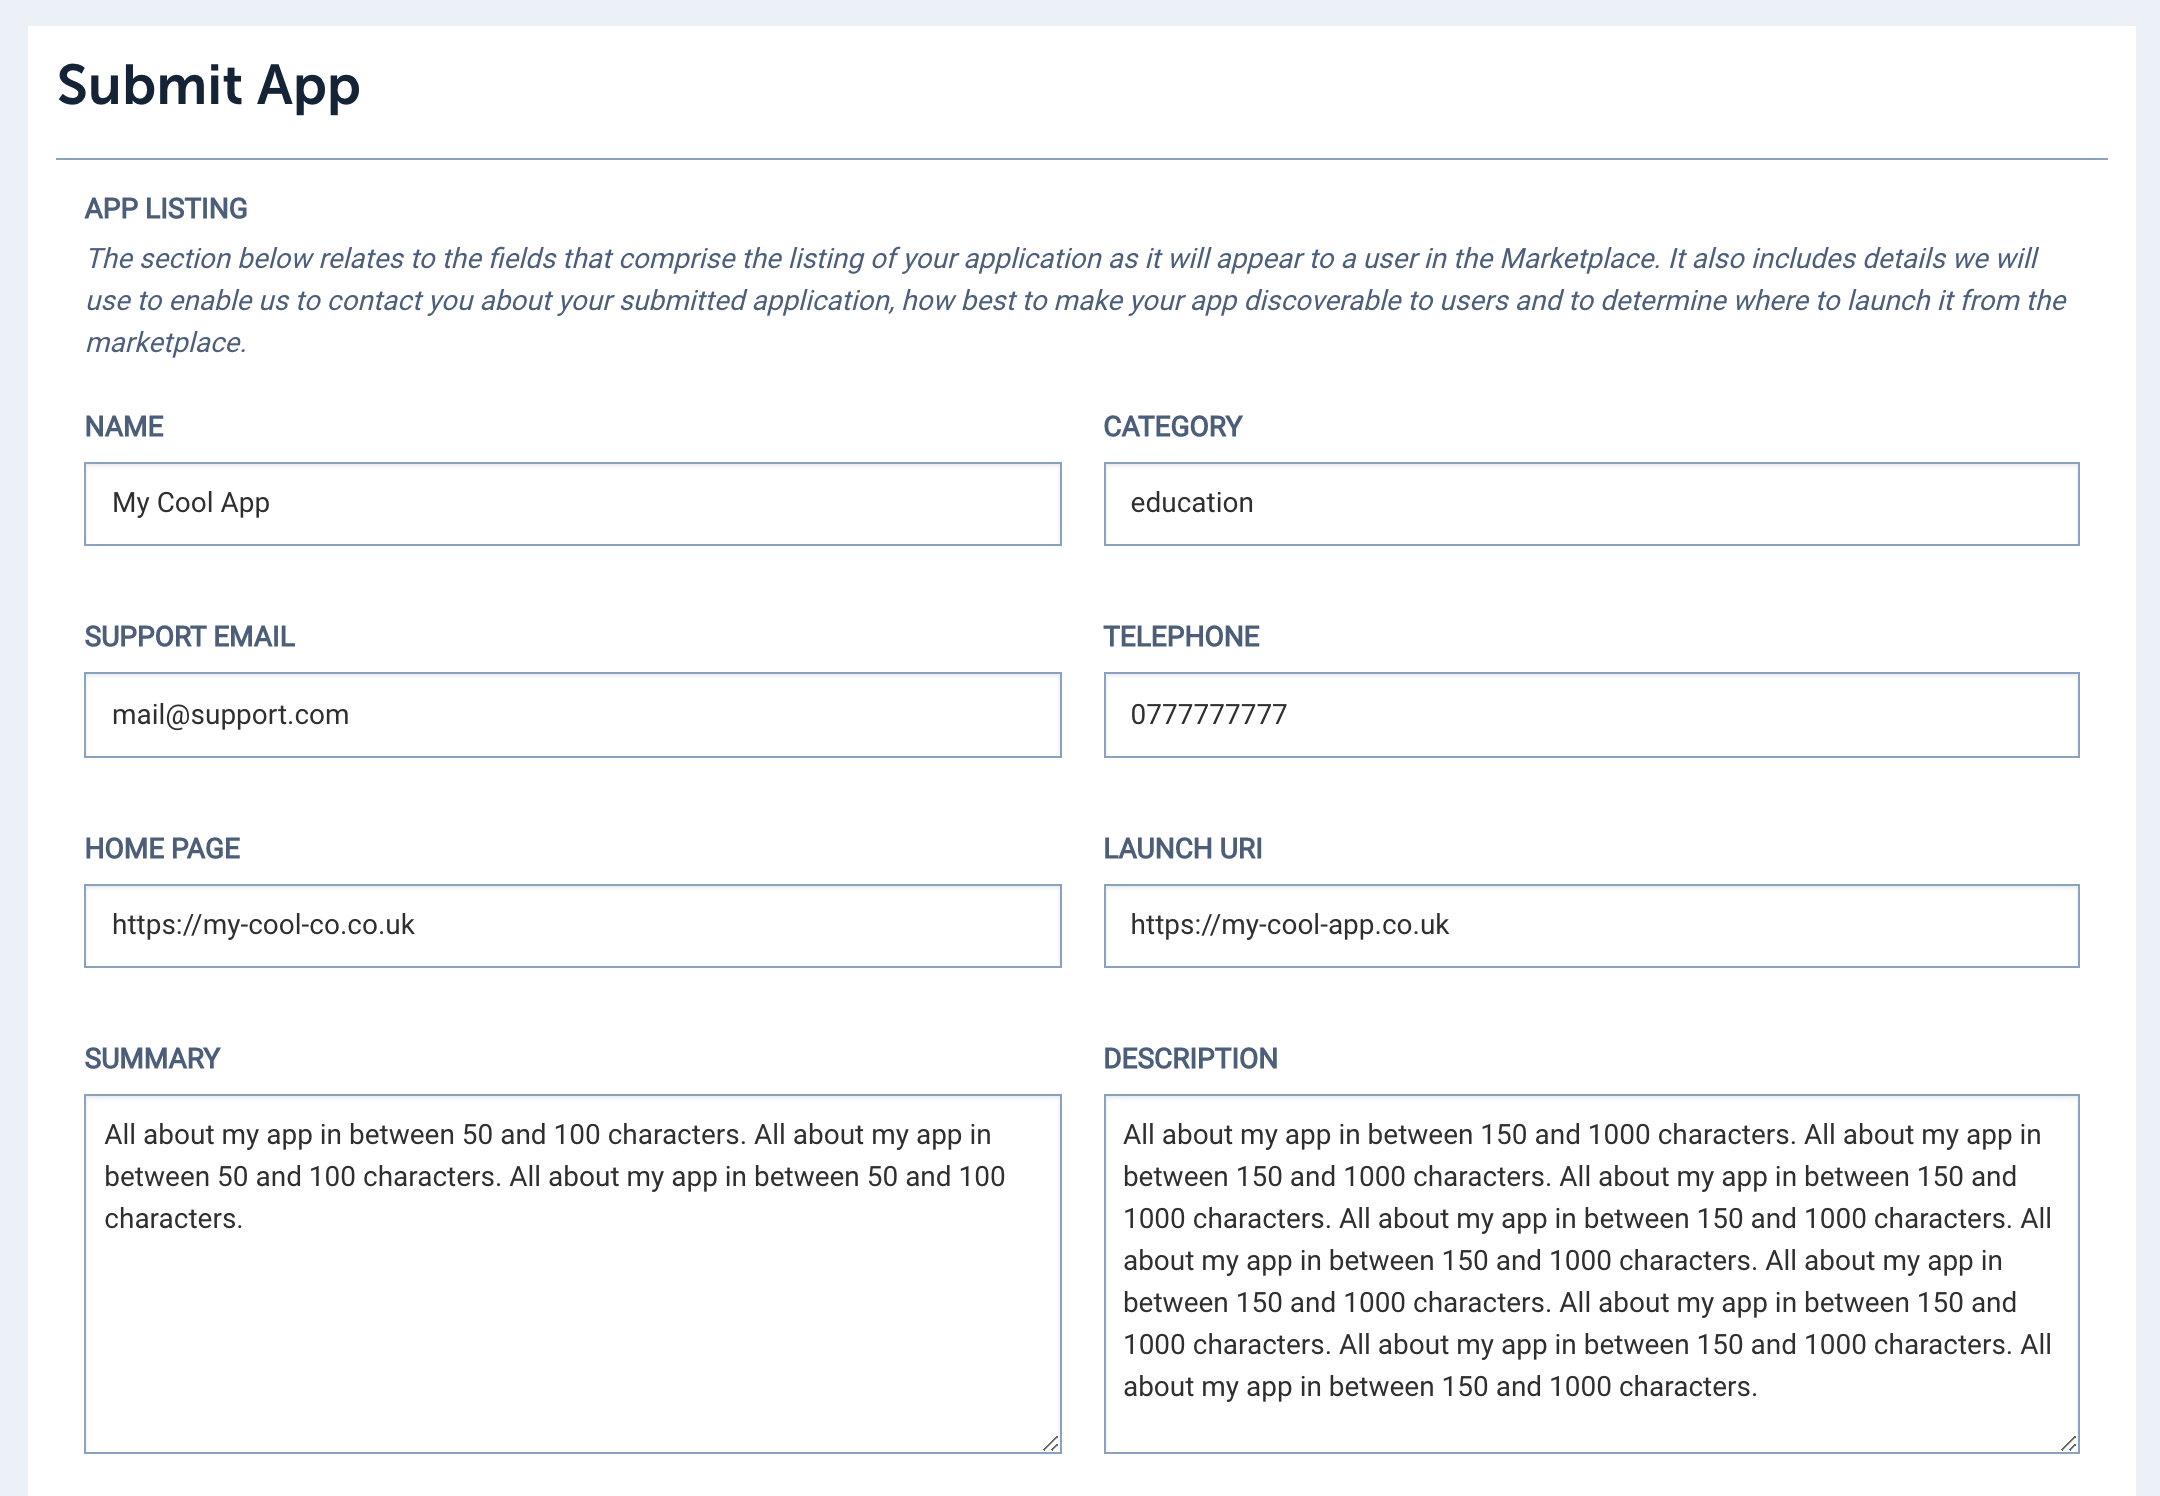 Submit App
APP LISTING
The section below relates to the fields that comprise the listing of your application as it will appear to a user in the Marketplace. It also includes details we will
use to enable us to contact you about your submitted application, how best to make your app discoverable to users and to determine where to launch it from the
marketplace.
NAME
My Cool App
CATEGORY
education
SUPPORT EMAIL
mail@support.com
TELEPHONE
0777777777
HOME PAGE
https://my-cool-co.co.uk
LAUNCH URI
https://my-cool-app.co.uk
SUMMARY
All about my app in between 50 and 100 characters. All about my app in
between 50 and 100 characters. All about my app in between 50 and 100
characters.
DESCRIPTION
All about my app in between 150 and 1000 characters. All about my app in
between 150 and 1000 characters. All about my app in between 150 and
1000 characters. All about my app in between 150 and 1000 characters. All
about my app in between 150 and 1000 characters. All about my app in
between 150 and 1000 characters. All about my app in between 150 and
1000 characters. All about my app in between 150 and 1000 characters. All
about my app in between 150 and 1000 characters.